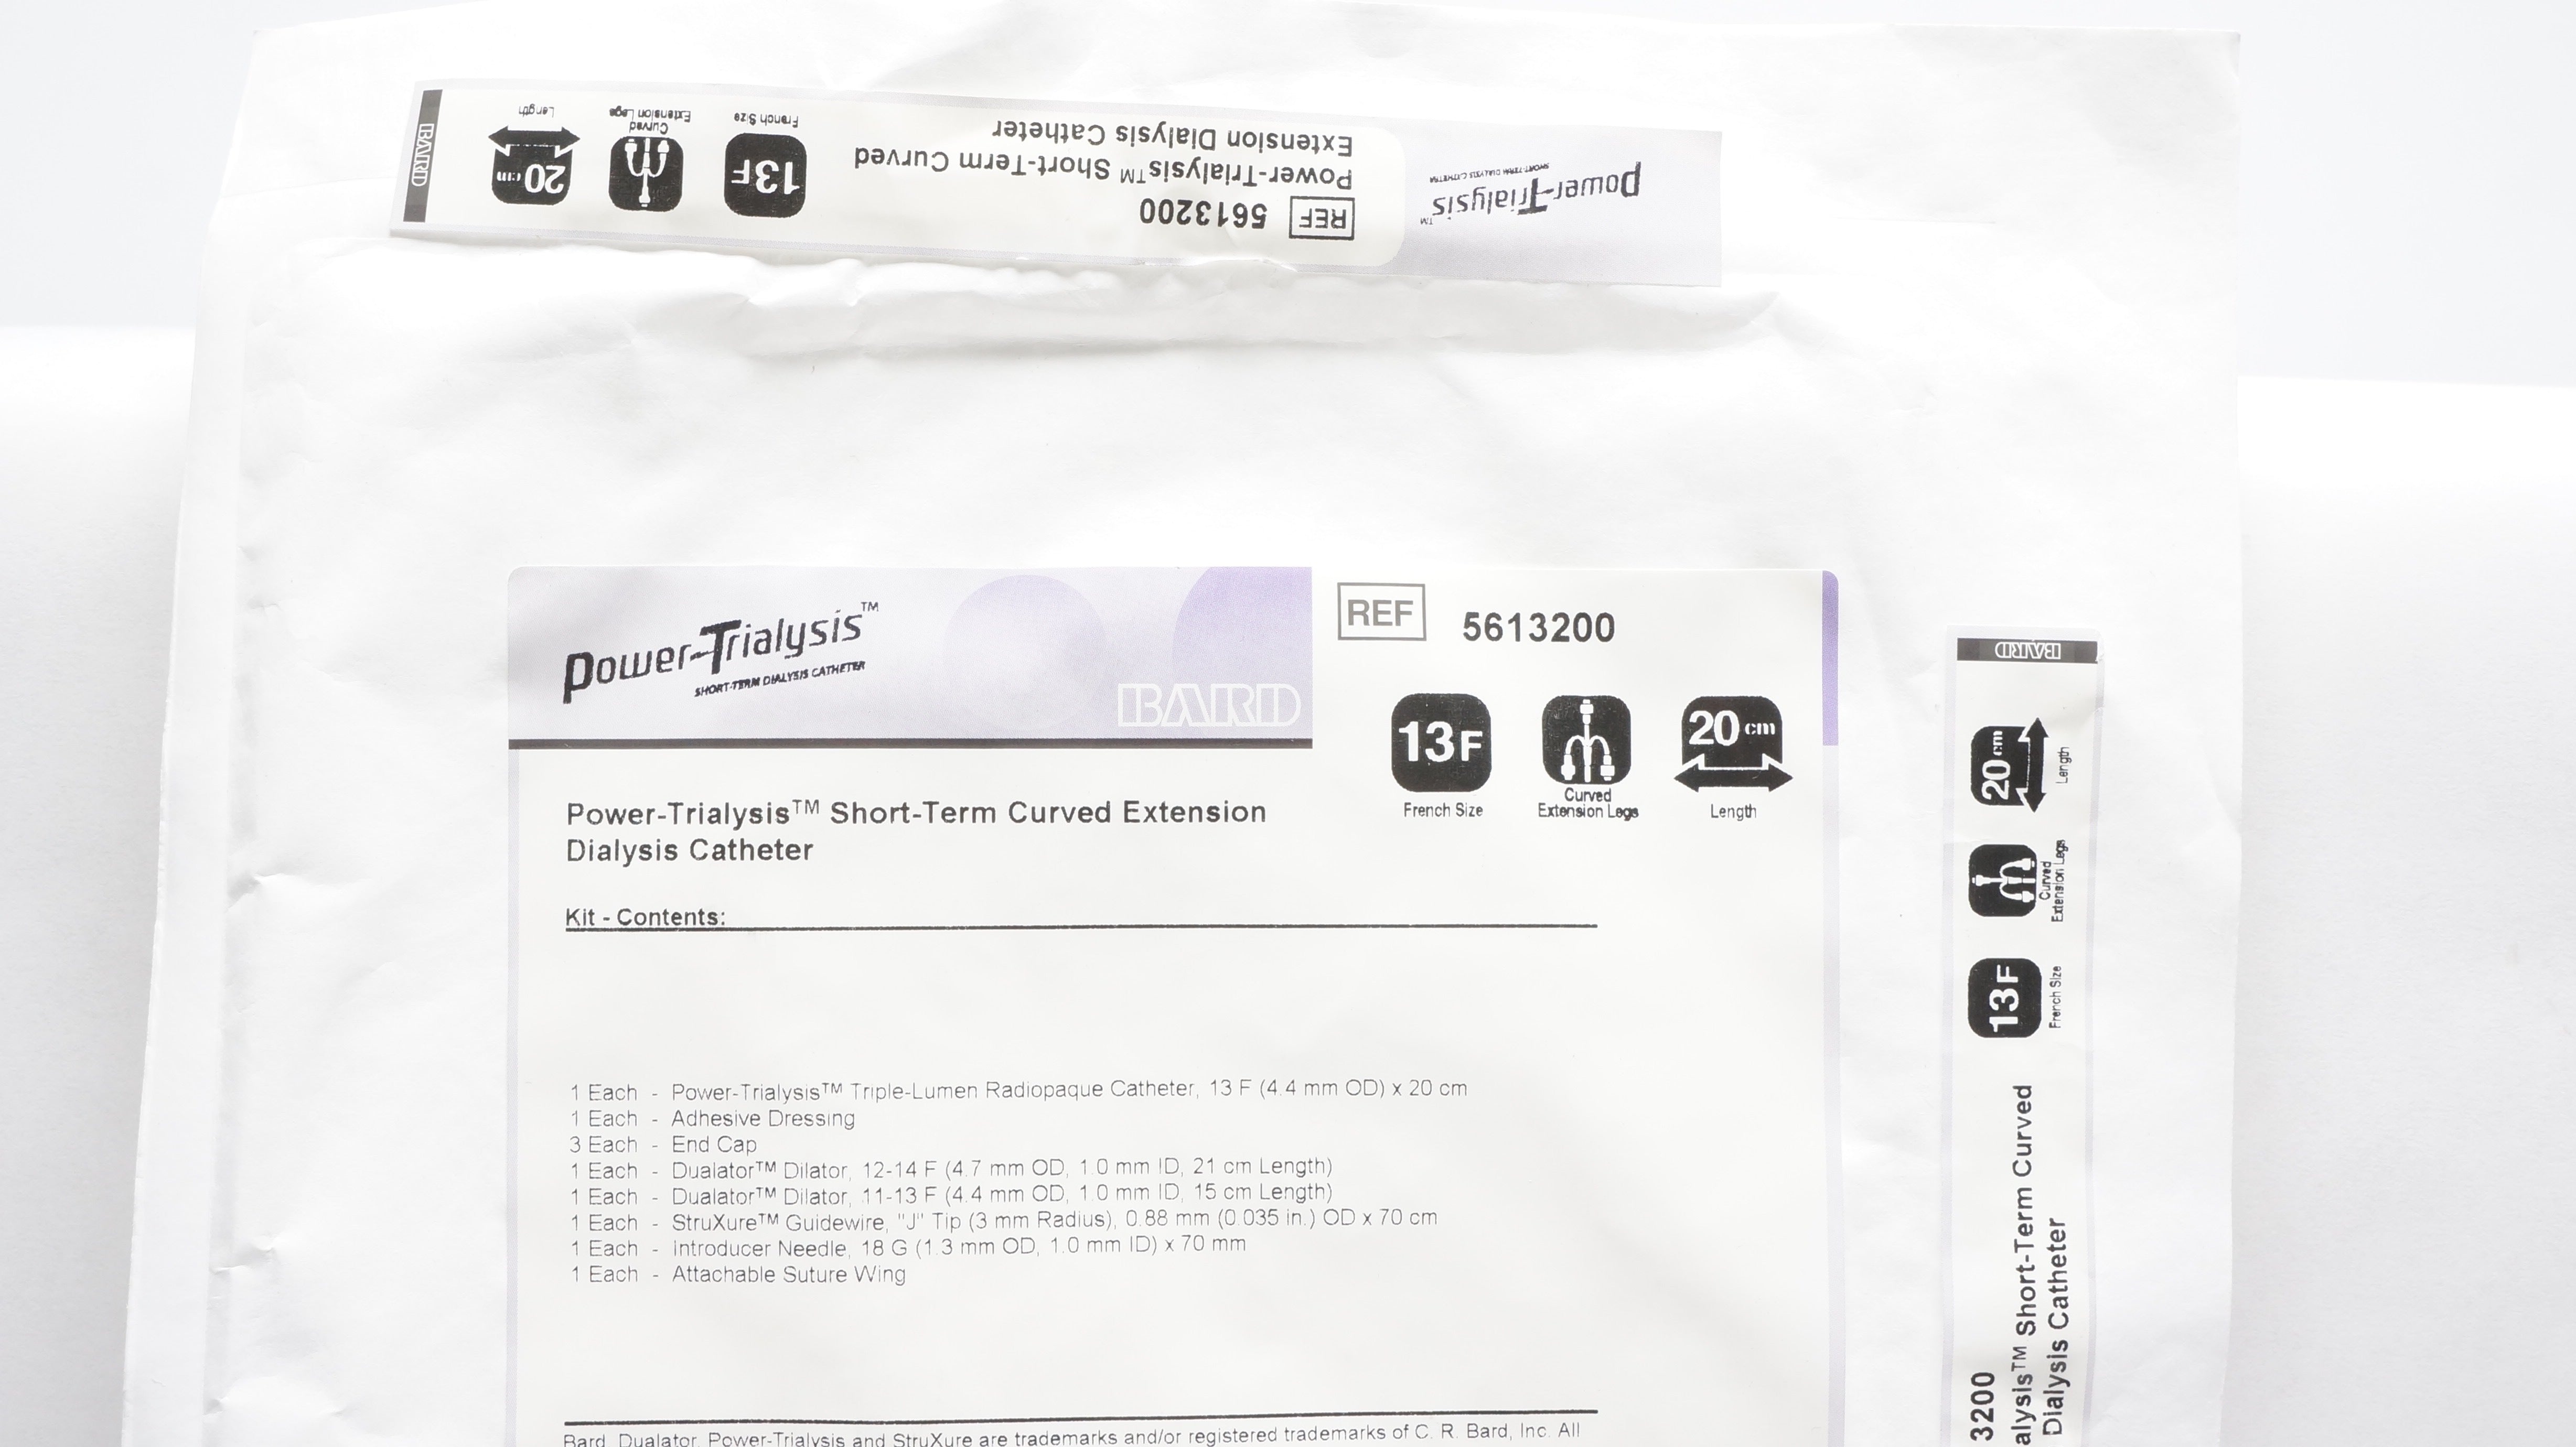 BARD
20 cm
Length
Curved
Extension Legs
13F
French Size
REF 5613200
Power-Trialysis™ Short-Term Curved
Extension Dialysis Catheter
Power-Trialysis™
SHORT-TERM DIALYSIS CATHETER
Power-Trialysis™
SHORT-TERM DIALYSIS CATHETER
BARD
REF 5613200
13F
French Size
Curved
Extension Legs
20 cm
Length
Power-Trialysis™ Short-Term Curved Extension
Dialysis Catheter
Kit - Contents:
1 Each - Power-Trialysis™ Triple-Lumen Radiopaque Catheter, 13 F (4.4 mm OD) x 20 cm
1 Each - Adhesive Dressing
3 Each - End Cap
1 Each - Dualator™ Dilator, 12-14 F (4.7 mm OD, 1.0 mm ID, 21 cm Length)
1 Each - Dualator™ Dilator, 11-13 F (4.4 mm OD, 1.0 mm ID, 15 cm Length)
1 Each - StruXure™ Guidewire, "J" Tip (3 mm Radius), 0.88 mm (0.035 in.) OD x 70 cm
1 Each - Introducer Needle, 18 G (1.3 mm OD, 1.0 mm ID) x 70 mm
1 Each - Attachable Suture Wing
Bard, Dualator, Power-Trialysis and StruXure are trademarks and/or registered trademarks of C. R. Bard, Inc. All
BARD
20 cm
Length
Curved
Extension Legs
13F
French Size
3200
alysis™ Short-Term Curved
Dialysis Catheter